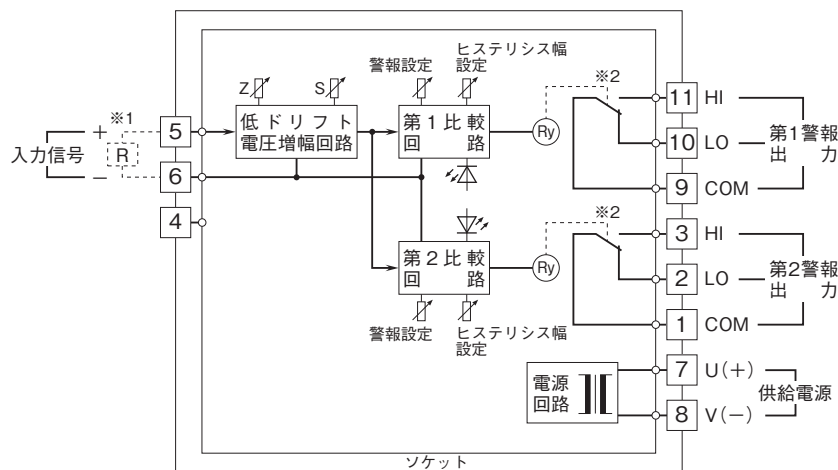 ヒステリシス幅
設定
警報設定
Z
S
※2
※1
低ドリフト
電圧増幅回路
第1比較
回路
Ry
5
+
入力信号
R
−
6
4
11 HI
10 LO
9 COM
第1警報
出力
※2
第2比較
回路
Ry
3 HI
2 LO
1 COM
第2警報
出力
警報設定
ヒステリシス幅
設定
電源
回路
7 U(+)
8 V(−)
供給電源
ソケット